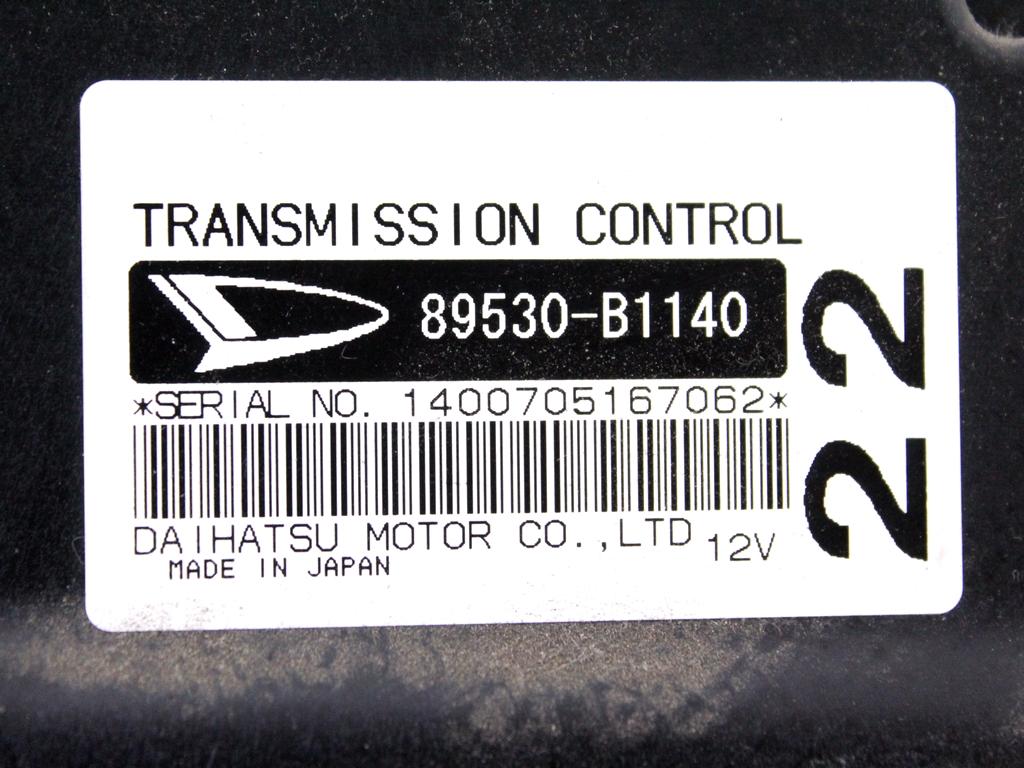 TRANSMISSION CONTROL
89530-B1140
*SERIAL NO. 1400705167062*
DAIHATSU MOTOR CO.,LTD 12V
MADE IN JAPAN
22